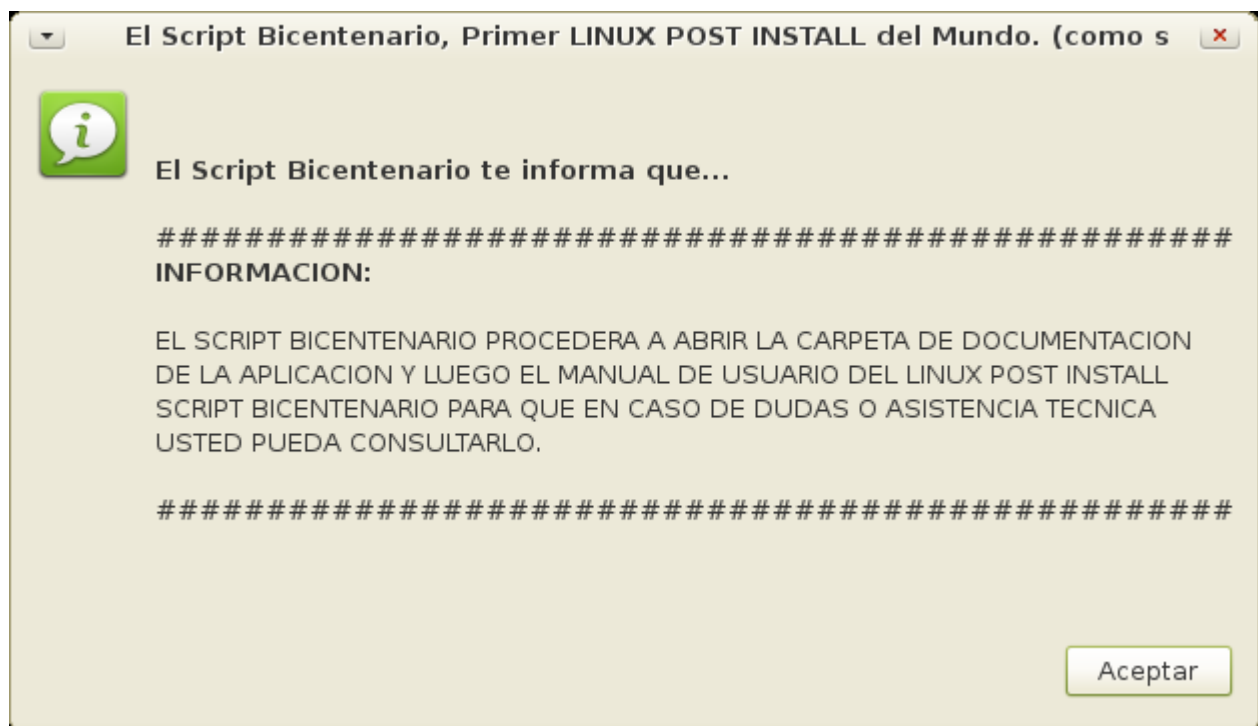 El Script Bicentenario, Primer LINUX POST INSTALL del Mundo. (como s
El Script Bicentenario te informa que...
#################################################
INFORMACION:
EL SCRIPT BICENTENARIO PROCEDERA A ABRIR LA CARPETA DE DOCUMENTACION
DE LA APLICACION Y LUEGO EL MANUAL DE USUARIO DEL LINUX POST INSTALL
SCRIPT BICENTENARIO PARA QUE EN CASO DE DUDAS O ASISTENCIA TECNICA
USTED PUEDA CONSULTARLO.
#################################################
Aceptar